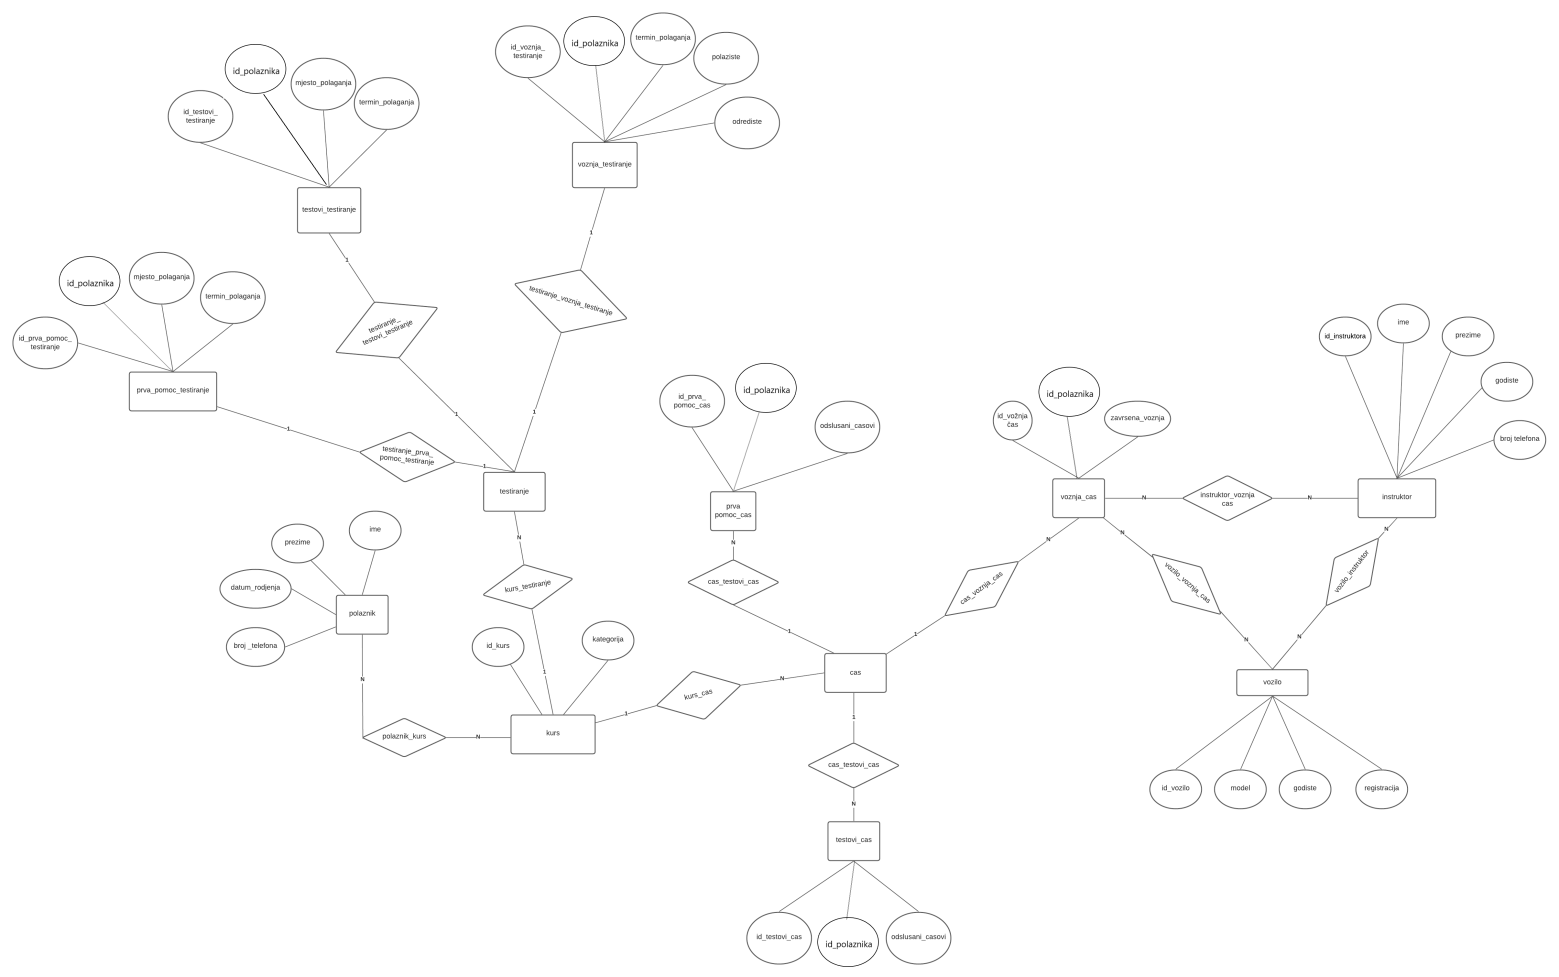 id_voznja_
testiranje
id_polaznika
termin_polaganja
polaziste
odrediste
voznja_testiranje
id_polaznika
mjesto_polaganja
termin_polaganja
id_testovi_
testiranje
testovi_testiranje
1
1
testiranje_voznja_testiranje
testiranje_
testovi_testiranje
id_polaznika
mjesto_polaganja
termin_polaganja
id_prva_pomoc_
testiranje
prva_pomoc_testiranje
1
1
1
testiranje_prva_
pomoc_testiranje
1
testiranje
N
kurs_testiranje
1
id_prva_
pomoc_cas
id_polaznika
odslusani_casovi
prva
pomoc_cas
N
cas_testovi_cas
1
id_vožnja
čas
id_polaznika
zavrsena_voznja
voznja_cas
N
instruktor_voznja
cas
N
id_instruktora
ime
prezime
godiste
broj telefona
instruktor
N
vozilo_instruktor
N
N
vozilo_voznja_cas
N
N
cas_voznja_cas
1
vozilo
id_vozilo
model
godiste
registracija
prezime
ime
datum_rodjenja
broj _telefona
polaznik
N
polaznik_kurs
N
id_kurs
kategorija
kurs
1
kurs_cas
N
cas
1
cas_testovi_cas
N
testovi_cas
id_testovi_cas
id_polaznika
odslusani_casovi